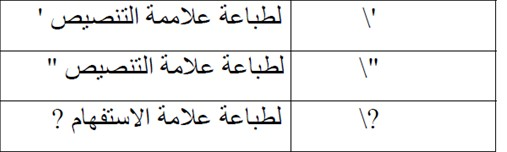 لطباعة علاممة التنصيص ' \'
لطباعة علامة التنصيص " \"
لطباعة علامة الاستفهام ? \?